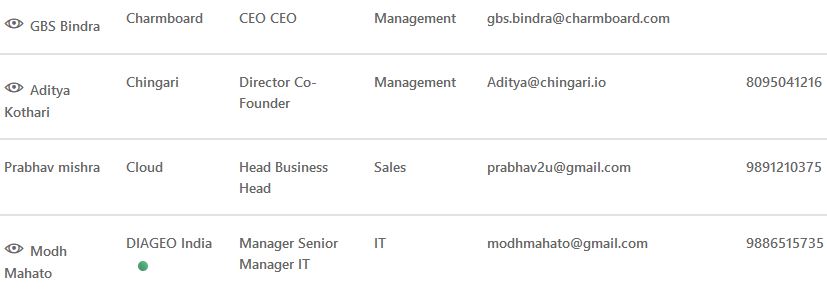 GBS Bindra Charmboard CEO CEO Management gbs.bindra@charmboard.com
Aditya Chingari Director Co- Management Aditya@chingari.io 8095041216
Kothari Founder
Prabhav mishra Cloud Head Business Sales prabhav2u@gmail.com 9891210375
Head
Modh DIAGEO India Manager Senior IT modhmahato@gmail.com 9886515735
Mahato Manager IT